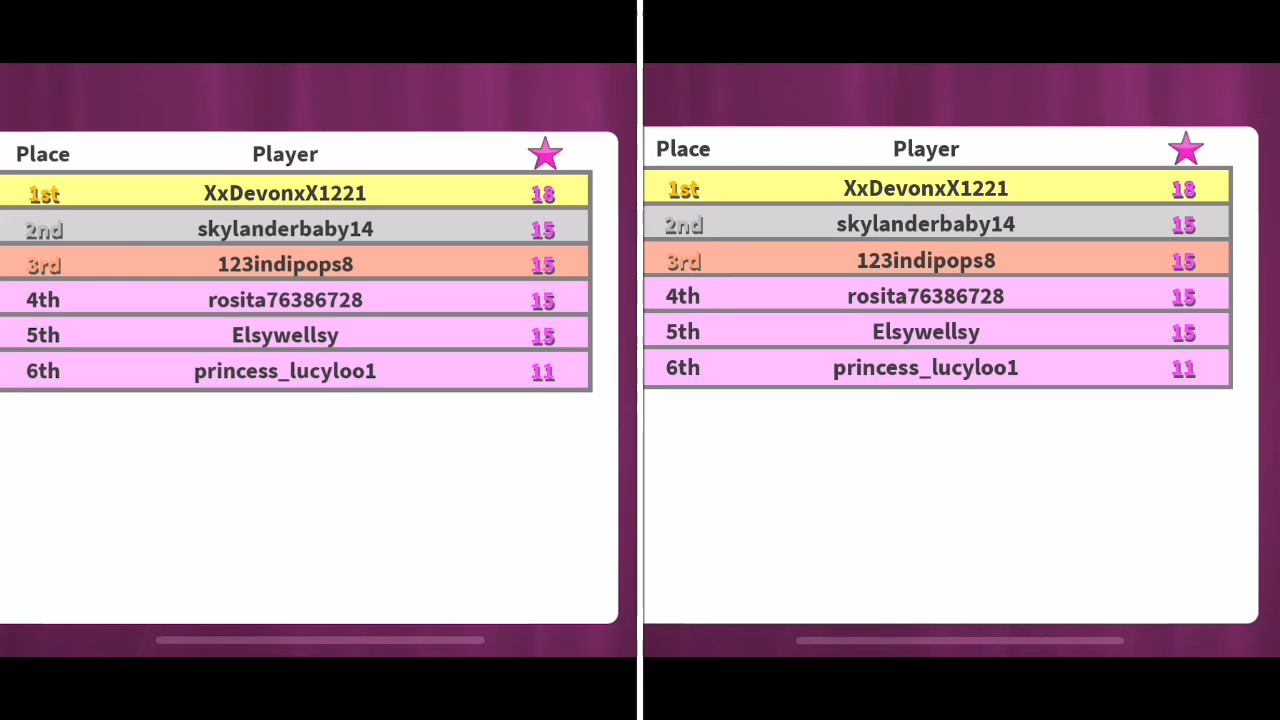 Place Player
1st XxDevonxX1221 18
2nd skylanderbaby14 15
3rd 123indipops8 15
4th rosita76386728 15
5th Elsywellsy 15
6th princess_lucyloo1 11
Place Player
1st XxDevonxX1221 18
2nd skylanderbaby14 15
3rd 123indipops8 15
4th rosita76386728 15
5th Elsywellsy 15
6th princess_lucyloo1 11